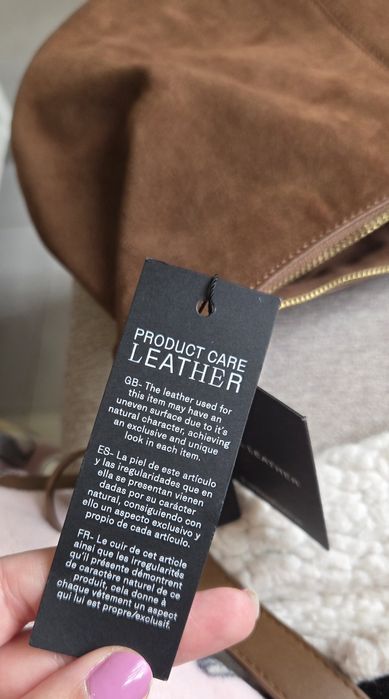 PRODUCT CARE
LEATHER
GB- The leather used for
this item may have an
uneven surface due to it's
natural character, achieving
an exclusive and unique
look in each item.
ES- La piel de este artículo
y las irregularidades que en
ella se presentan vienen
dadas por su carácter
natural, consiguiendo con
ello un aspecto exclusivo y
propio de cada artículo.
FR- Le cuir de cet article
ainsi que les irregularités
qu'il présente démontrent
de caractère naturel de ce
produit, cela donne à
chaque vêtement un aspect
qui lui est propre/exclusif.
LEATHER